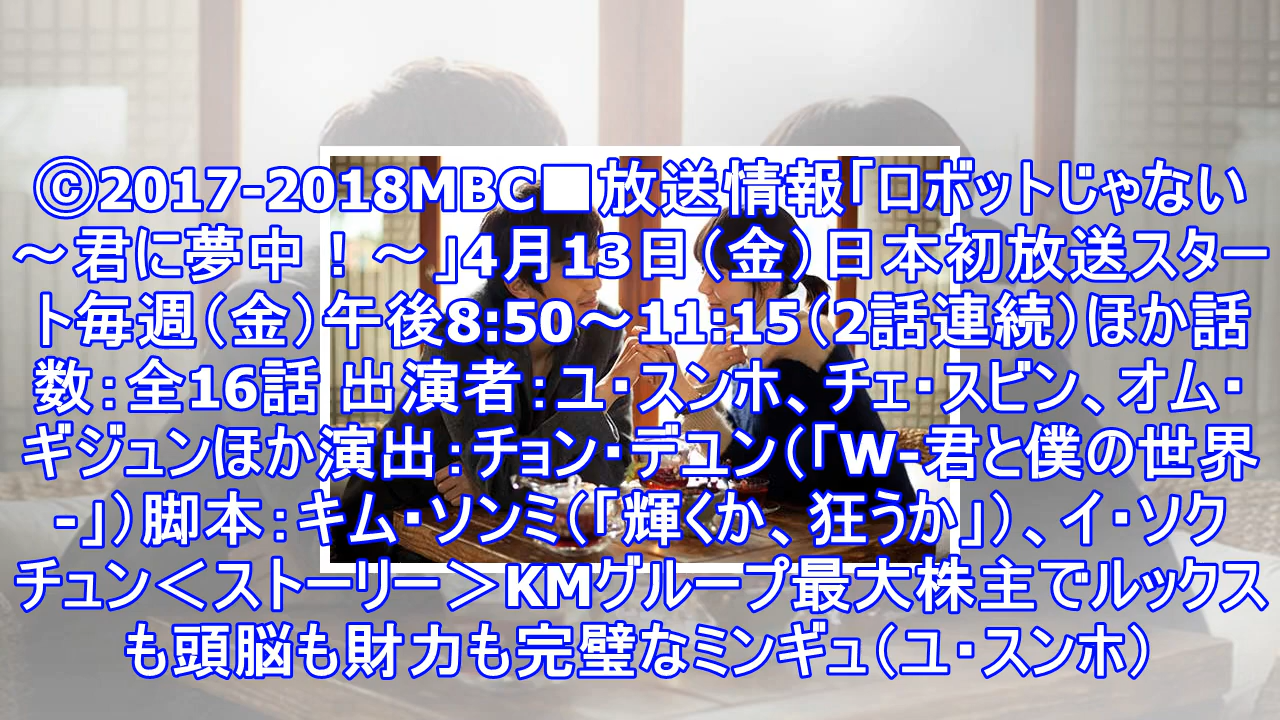 ©2017-2018MBC■放送情報「ロボットじゃない
～君に夢中！～」4月13日（金）日本初放送スター
ト毎週（金）午後8:50～11:15（2話連続）ほか話
数：全16話 出演者：ユ・スンホ、チェ・スビン、オム・
ギジュンほか演出：チョン・デユン（「W-君と僕の世界
-」）脚本：キム・ソンミ（「輝くか、狂うか」）、イ・ソク
チュン＜ストーリー＞KMグループ最大株主でルックス
も頭脳も財力も完璧なミンギュ（ユ・スンホ）